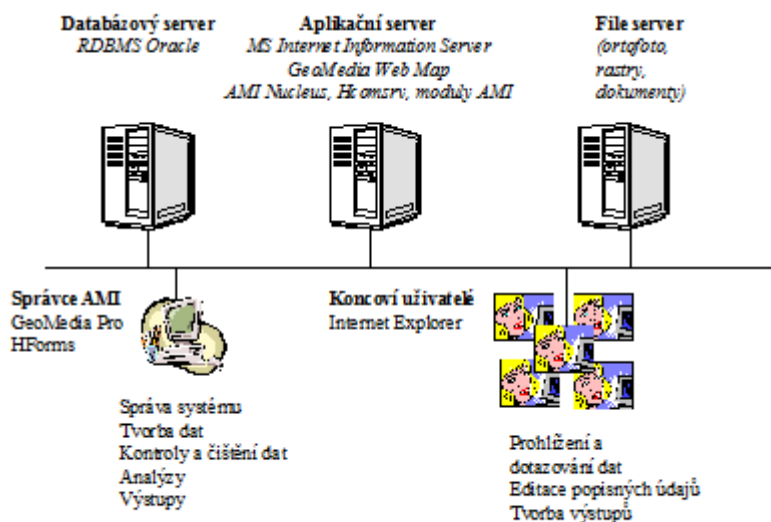 Databázový server
RDBMS Oracle
Aplikační server
MS Internet Information Server
GeoMedia Web Map
AMI Nucleus, Hcomsrv, moduly AMI
File server
(ortofoto,
rastry,
dokumenty)
Správce AMI
GeoMedia Pro
HForms
Koncoví uživatelé
Internet Explorer
Správa systému
Tvorba dat
Kontroly a čištění dat
Analýzy
Výstupy
Prohlížení a
dotazování dat
Editace popisných údajů
Tvorba výstupů